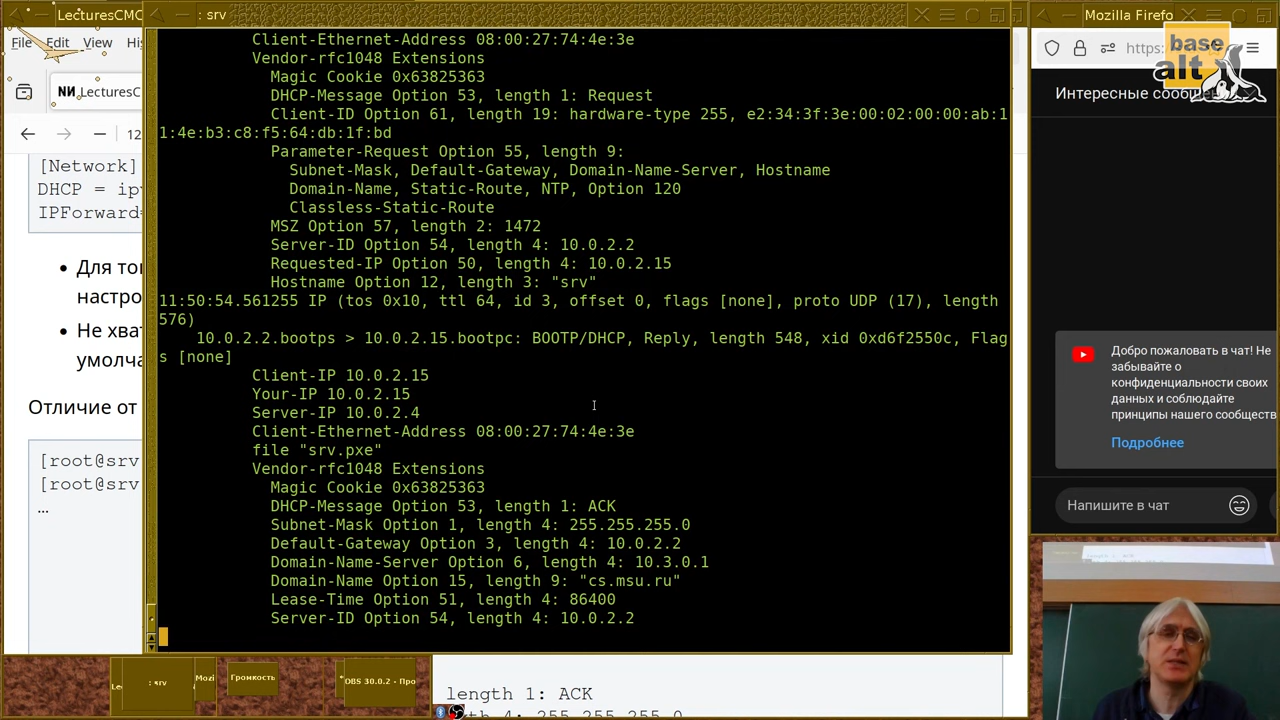 LecturesCMC
: srv
Mozilla Firefo
File Edit View Hi
base
alt
https:
NИ LecturesC
12
Интересные сообщ
[Network]
DHCP = ip
IPForward=
Для то
настро
Не хва
умолча
Отличие от
[root@srv
[root@srv
…
Client-Ethernet-Address 08:00:27:74:4e:3e
Vendor-rfc1048 Extensions
Magic Cookie 0x63825363
DHCP-Message Option 53, length 1: Request
Client-ID Option 61, length 19: hardware-type 255, e2:34:3f:3e:00:02:00:00:ab:1
1:4e:b3:c8:f5:64:db:1f:bd
Parameter-Request Option 55, length 9:
Subnet-Mask, Default-Gateway, Domain-Name-Server, Hostname
Domain-Name, Static-Route, NTP, Option 120
Classless-Static-Route
MSZ Option 57, length 2: 1472
Server-ID Option 54, length 4: 10.0.2.2
Requested-IP Option 50, length 4: 10.0.2.15
Hostname Option 12, length 3: "srv"
11:50:54.561255 IP (tos 0x10, ttl 64, id 3, offset 0, flags [none], proto UDP (17), length
576)
10.0.2.2.bootps > 10.0.2.15.bootpc: BOOTP/DHCP, Reply, length 548, xid 0xd6f2550c, Flag
s [none]
Client-IP 10.0.2.15
Your-IP 10.0.2.15
Server-IP 10.0.2.4
Client-Ethernet-Address 08:00:27:74:4e:3e
file "srv.pxe"
Vendor-rfc1048 Extensions
Magic Cookie 0x63825363
DHCP-Message Option 53, length 1: ACK
Subnet-Mask Option 1, length 4: 255.255.255.0
Default-Gateway Option 3, length 4: 10.0.2.2
Domain-Name-Server Option 6, length 4: 10.3.0.1
Domain-Name Option 15, length 9: "cs.msu.ru"
Lease-Time Option 51, length 4: 86400
Server-ID Option 54, length 4: 10.0.2.2
Добро пожаловать в чат! Не
забывайте о
конфиденциальности своих
данных и соблюдайте
принципы нашего сообществ
Подробнее
Напишите в чат
Le
: srv
Mozi
Громкость
OBS 30.0.2 - Про
length 1: ACK